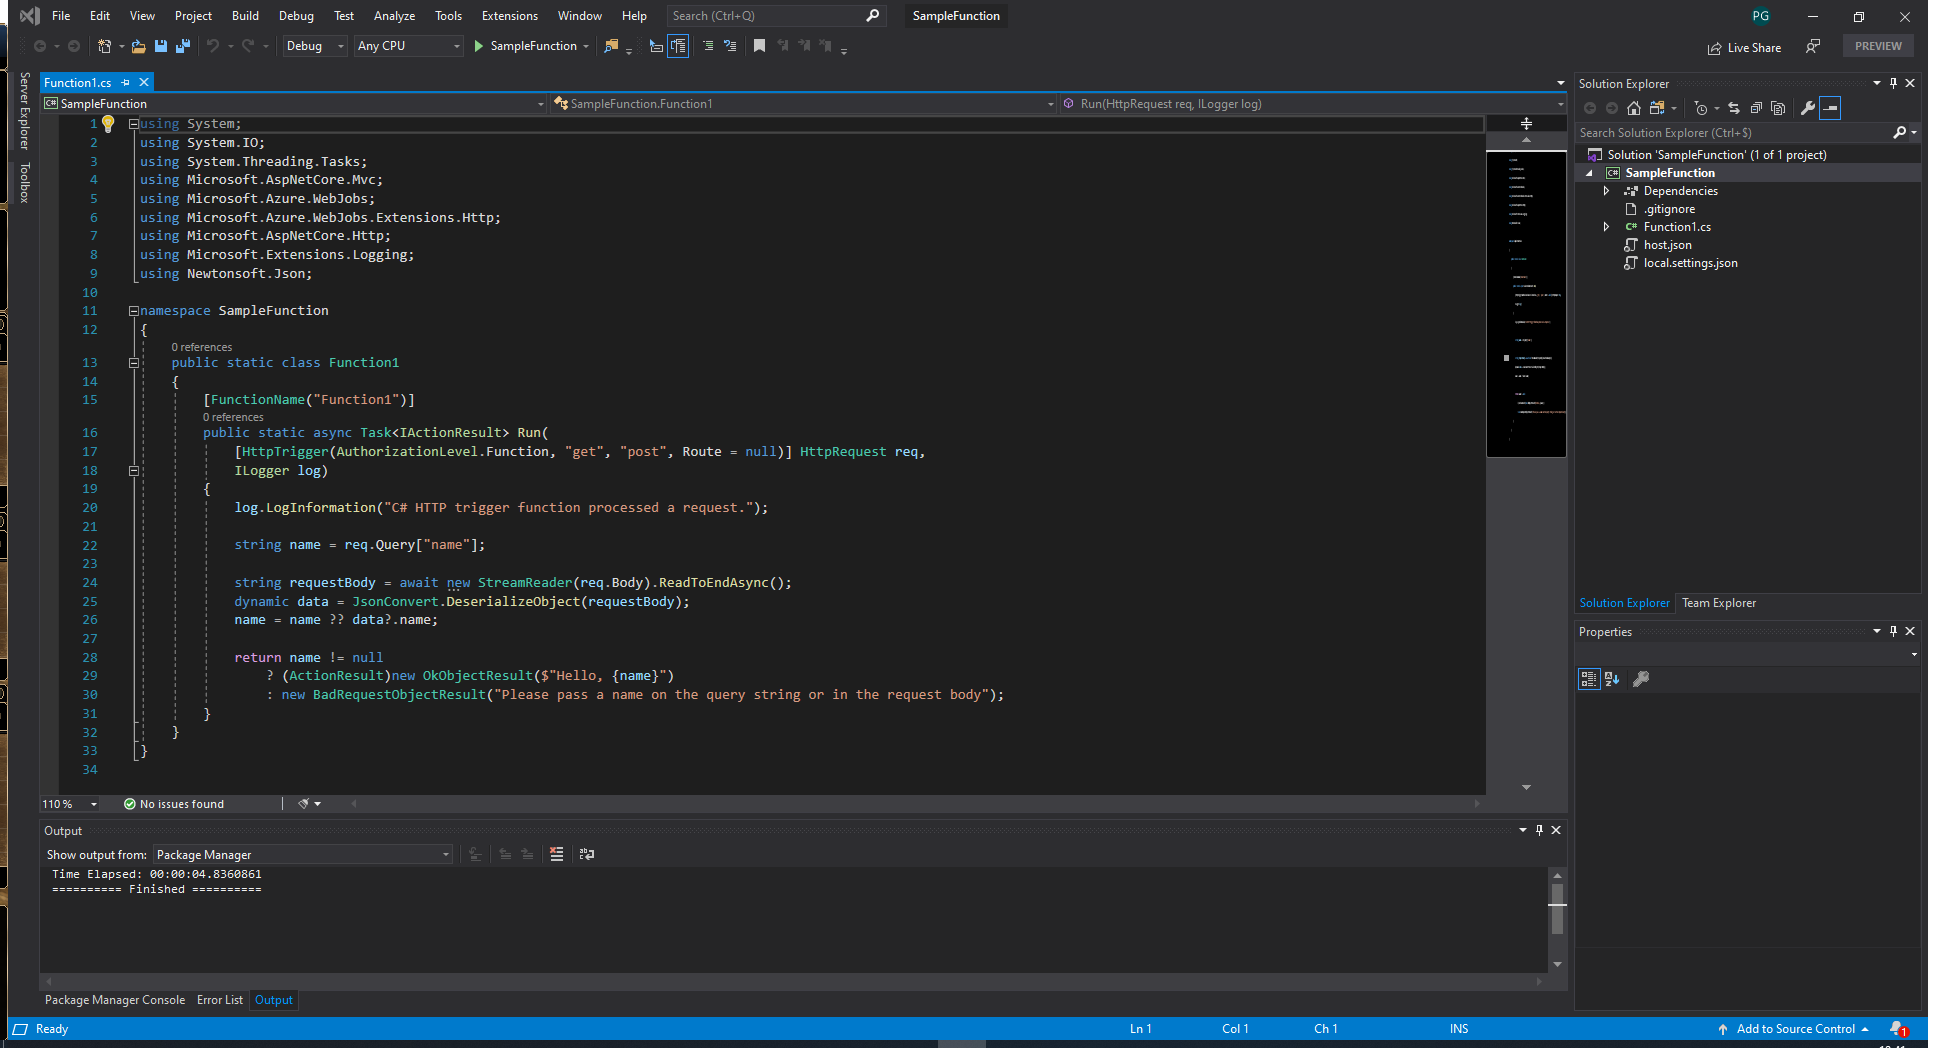 File Edit View Project Build Debug Test Analyze Tools Extensions Window Help Search (Ctrl+Q) SampleFunction PG
Debug Any CPU SampleFunction Live Share PREVIEW
Server Explorer
Toolbox
Function1.cs
SampleFunction SampleFunction.Function1 Run(HttpRequest req, ILogger log)
1 using System;
2 using System.IO;
3 using System.Threading.Tasks;
4 using Microsoft.AspNetCore.Mvc;
5 using Microsoft.Azure.WebJobs;
6 using Microsoft.Azure.WebJobs.Extensions.Http;
7 using Microsoft.AspNetCore.Http;
8 using Microsoft.Extensions.Logging;
9 using Newtonsoft.Json;
10
11 namespace SampleFunction
12 {
0 references
13 public static class Function1
14 {
15 [FunctionName("Function1")]
0 references
16 public static async Task<IActionResult> Run(
17 [HttpTrigger(AuthorizationLevel.Function, "get", "post", Route = null)] HttpRequest req,
18 ILogger log)
19 {
20 log.LogInformation("C# HTTP trigger function processed a request.");
21
22 string name = req.Query["name"];
23
24 string requestBody = await new StreamReader(req.Body).ReadToEndAsync();
25 dynamic data = JsonConvert.DeserializeObject(requestBody);
26 name = name ?? data?.name;
27
28 return name != null
29 ? (ActionResult)new OkObjectResult($"Hello, {name}")
30 : new BadRequestObjectResult("Please pass a name on the query string or in the request body");
31 }
32 }
33 }
34
110 % No issues found
Output
Show output from: Package Manager
Time Elapsed: 00:00:04.8360861
========== Finished ==========
Package Manager Console Error List Output
Solution Explorer
Search Solution Explorer (Ctrl+$)
Solution 'SampleFunction' (1 of 1 project)
C# SampleFunction
Dependencies
.gitignore
C# Function1.cs
host.json
local.settings.json
Solution Explorer Team Explorer
Properties
Ready Ln 1 Col 1 Ch 1 INS Add to Source Control 1